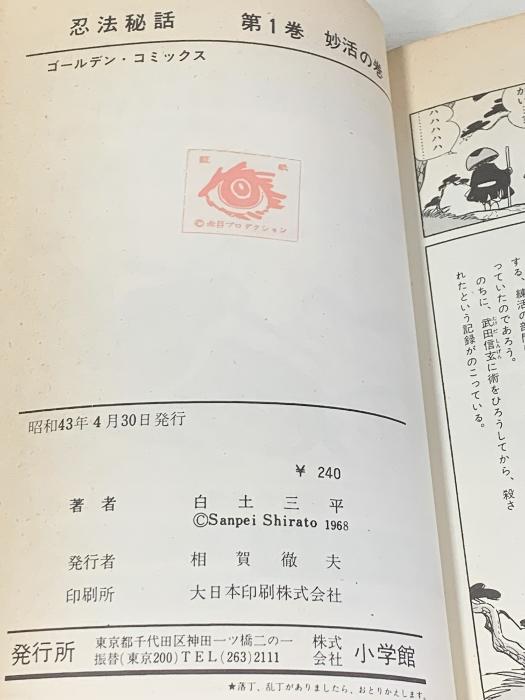 忍法秘話　第1巻　妙活の巻
ゴールデン・コミックス
証　紙
©赤目プロダクション
昭和43年4月30日発行
¥ 240
著者　白土三平
©Sanpei Shirato 1968
発行者　相賀徹夫
印刷所　大日本印刷株式会社
発行所　東京都千代田区神田一ツ橋二の一　株式会社　小学館
振替(東京200)TEL(263)2111
★落丁、乱丁がありましたら、おとりかえします。
ハハハハハ
する、練活の部門
っていたのであろう。
のちに、武田信玄に術をひろうしてから、殺さ
れたという記録がのこっている。